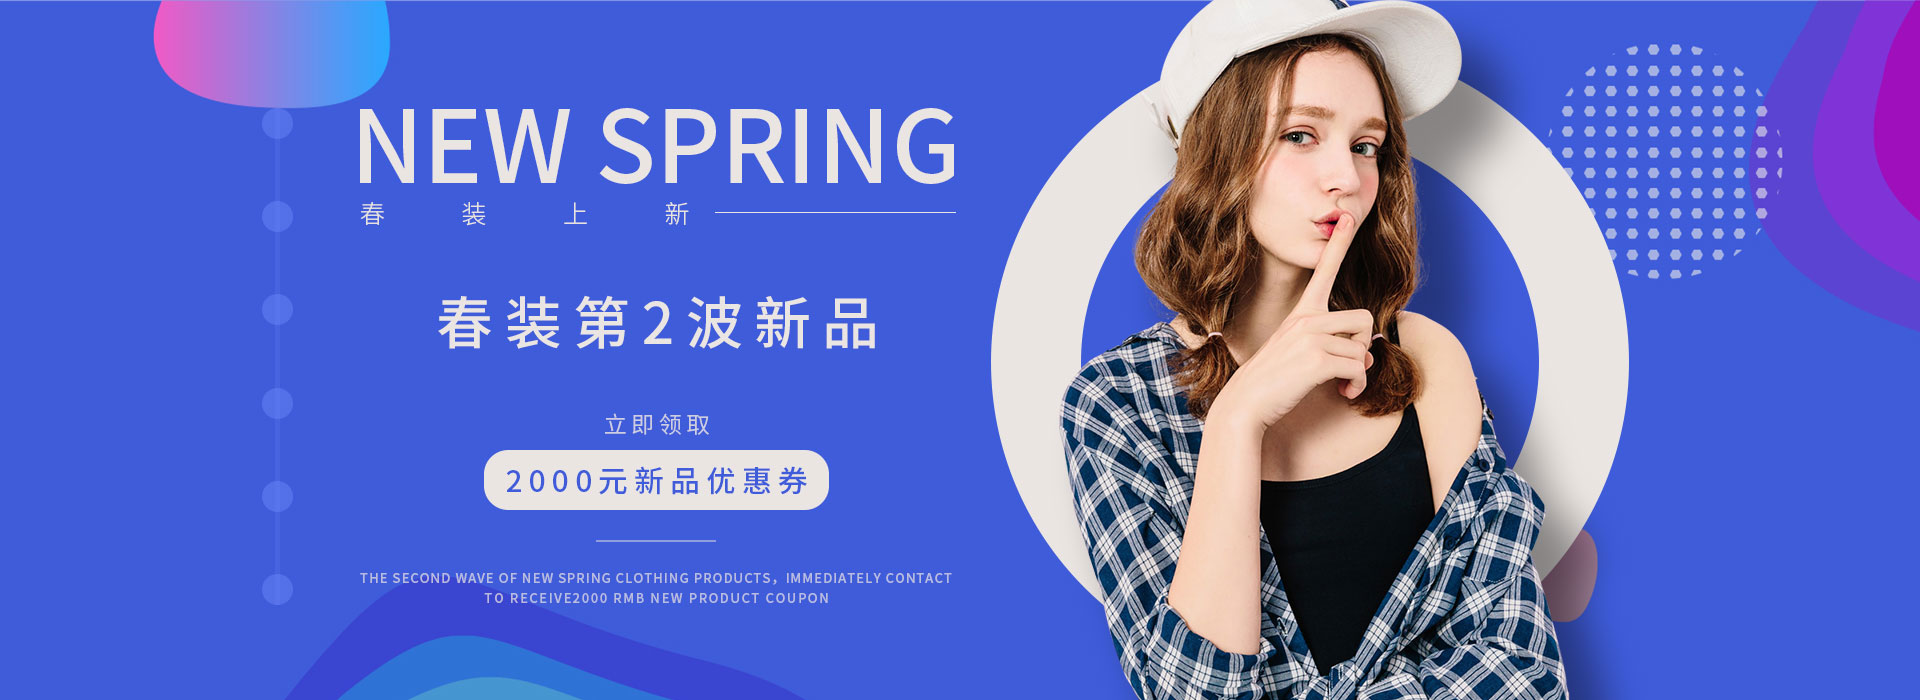 NEW SPRING
春装上新
春装第2波新品
立即领取
2000元新品优惠券
THE SECOND WAVE OF NEW SPRING CLOTHING PRODUCTS，IMMEDIATELY CONTACT
TO RECEIVE2000 RMB NEW PRODUCT COUPON